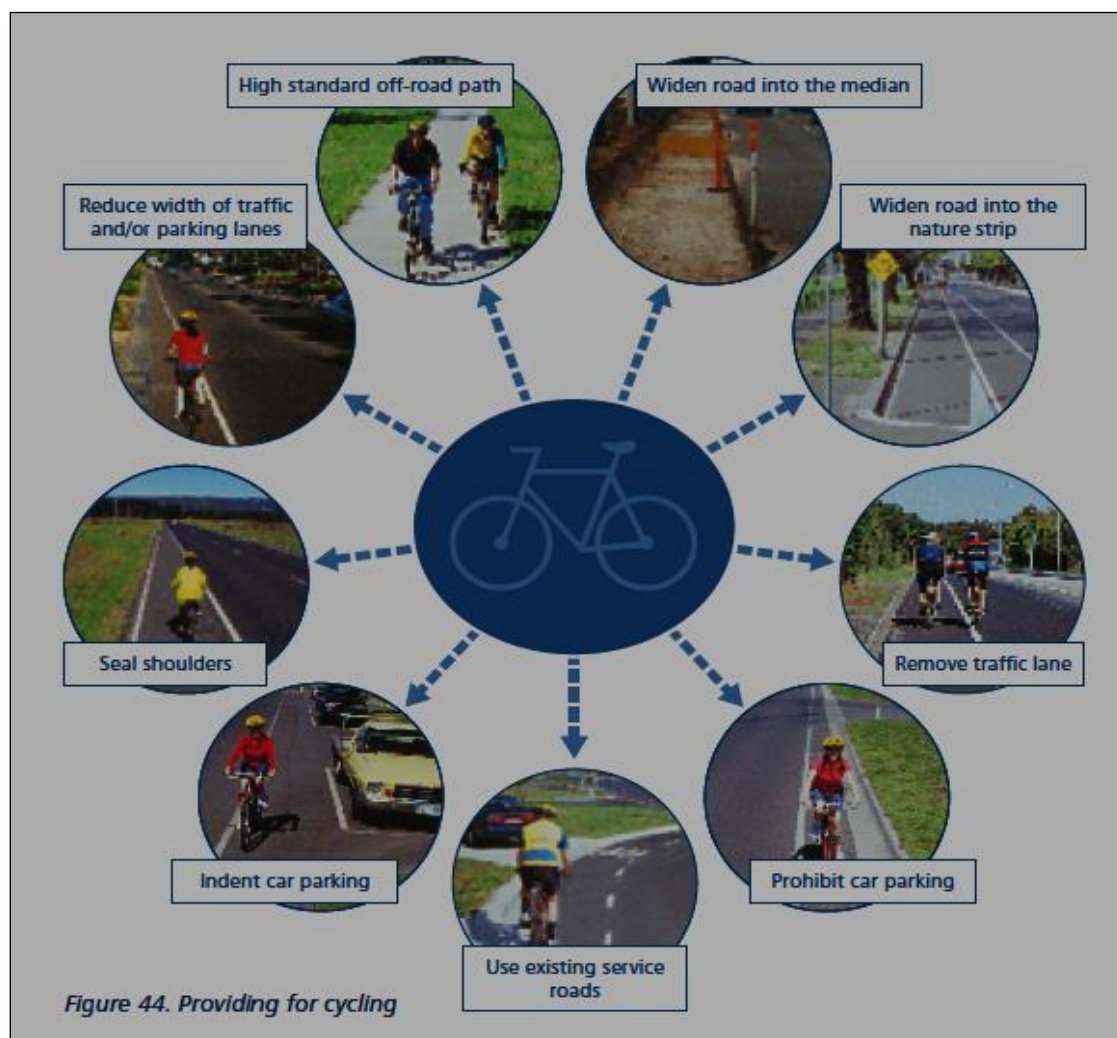 High standard off-road path
Widen road into the median
Reduce width of traffic
and/or parking lanes
Widen road into the
nature strip
Seal shoulders
Remove traffic lane
Indent car parking
Prohibit car parking
Use existing service
roads
Figure 44. Providing for cycling